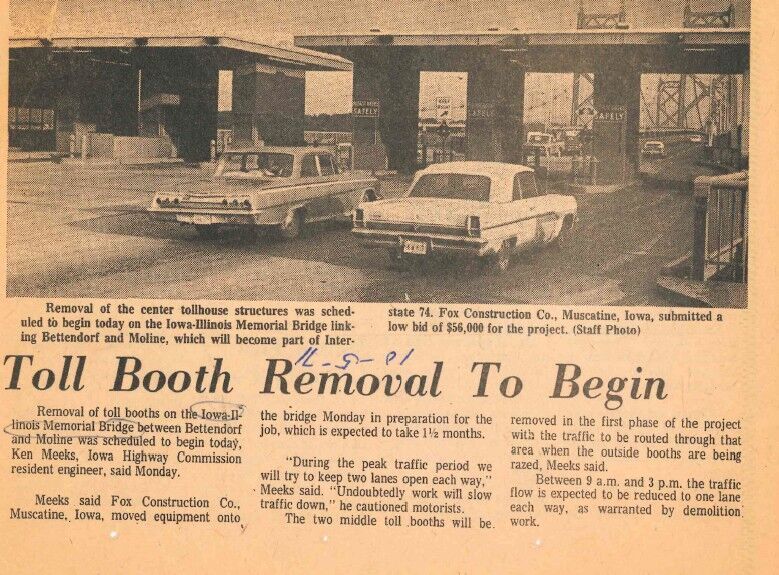 SAFELY
SAFELY
SAFELY
Removal of the center tollhouse structures was sched-
uled to begin today on the Iowa-Illinois Memorial Bridge link-
ing Bettendorf and Moline, which will become part of Inter-
state 74. Fox Construction Co., Muscatine, Iowa, submitted a
low bid of $56,000 for the project. (Staff Photo)
Toll Booth Removal To Begin
Removal of toll booths on the Iowa-Il-
linois Memorial Bridge between Bettendorf
and Moline was scheduled to begin today,
Ken Meeks, Iowa Highway Commission
resident engineer, said Monday.
Meeks said Fox Construction Co.,
Muscatine, Iowa, moved equipment onto
the bridge Monday in preparation for the
job, which is expected to take 1½ months.
"During the peak traffic period we
will try to keep two lanes open each way,"
Meeks said. "Undoubtedly work will slow
traffic down," he cautioned motorists.
The two middle toll booths will be
removed in the first phase of the project
with the traffic to be routed through that
area when the outside booths are being
razed, Meeks said.
Between 9 a.m. and 3 p.m. the traffic
flow is expected to be reduced to one lane
each way, as warranted by demolition
work.